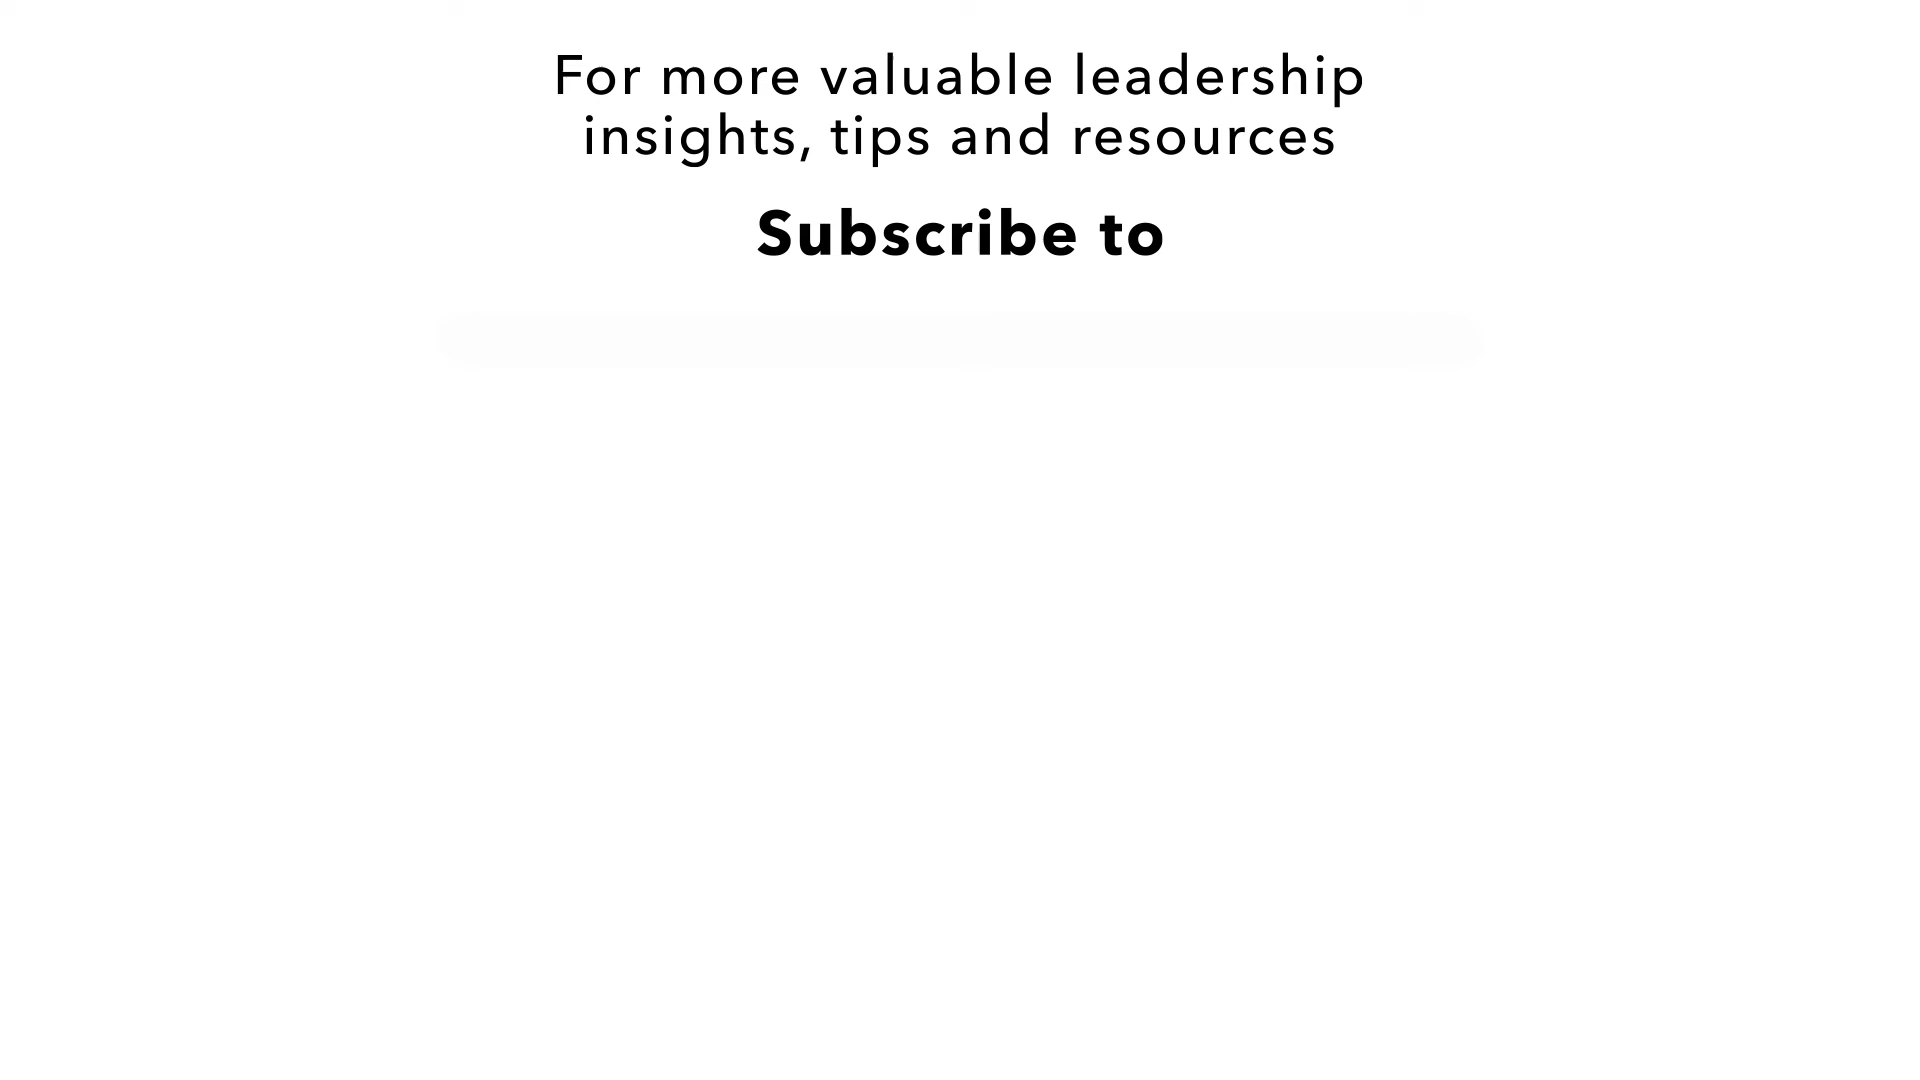 For more valuable leadership
insights, tips and resources
Subscribe to